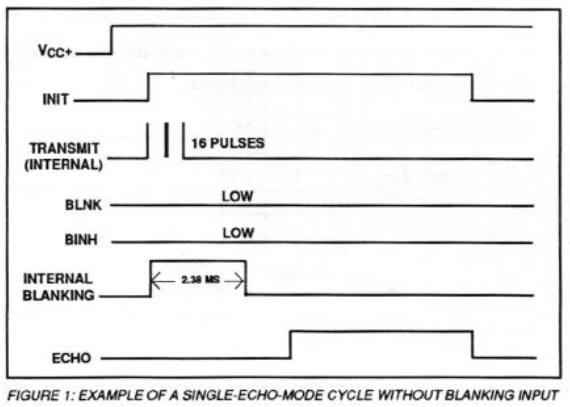 VCC+
INIT
TRANSMIT
(INTERNAL)
16 PULSES
BLNK
LOW
BINH
LOW
INTERNAL
BLANKING
2.38 MS
ECHO
FIGURE 1: EXAMPLE OF A SINGLE-ECHO-MODE CYCLE WITHOUT BLANKING INPUT